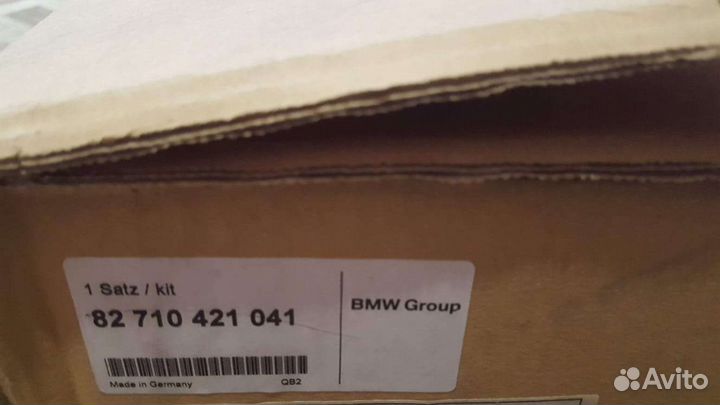 1 Satz / kit
82 710 421 041
BMW Group
Made in Germany
QB2
Avito